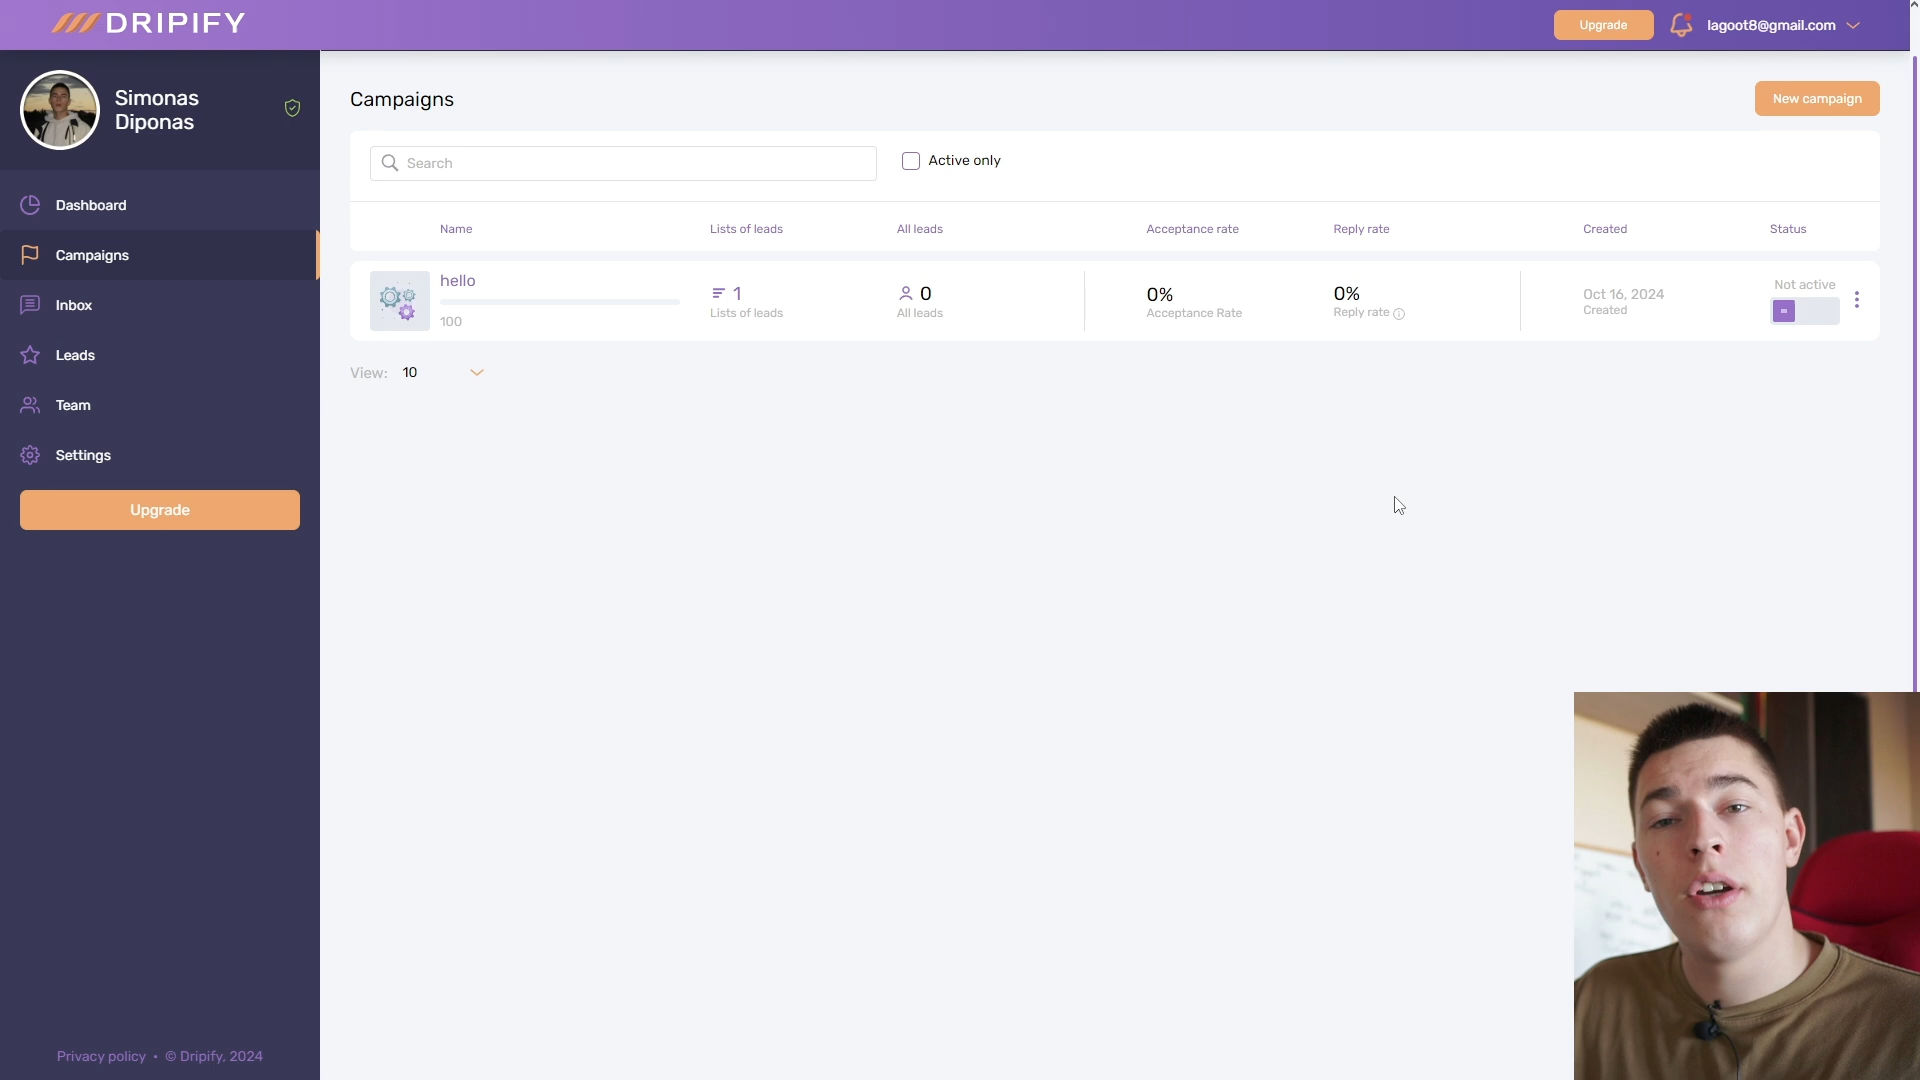 DRIPIFY
Upgrade
lagoot8@gmail.com
Simonas
Diponas
Dashboard
Campaigns
Inbox
Leads
Team
Settings
Upgrade
Privacy policy • © Dripify, 2024
Campaigns
New campaign
Search
Active only
Name
Lists of leads
All leads
Acceptance rate
Reply rate
Created
Status
hello
100
1
Lists of leads
0
All leads
0%
Acceptance Rate
0%
Reply rate
Oct 16, 2024
Created
Not active
View: 10